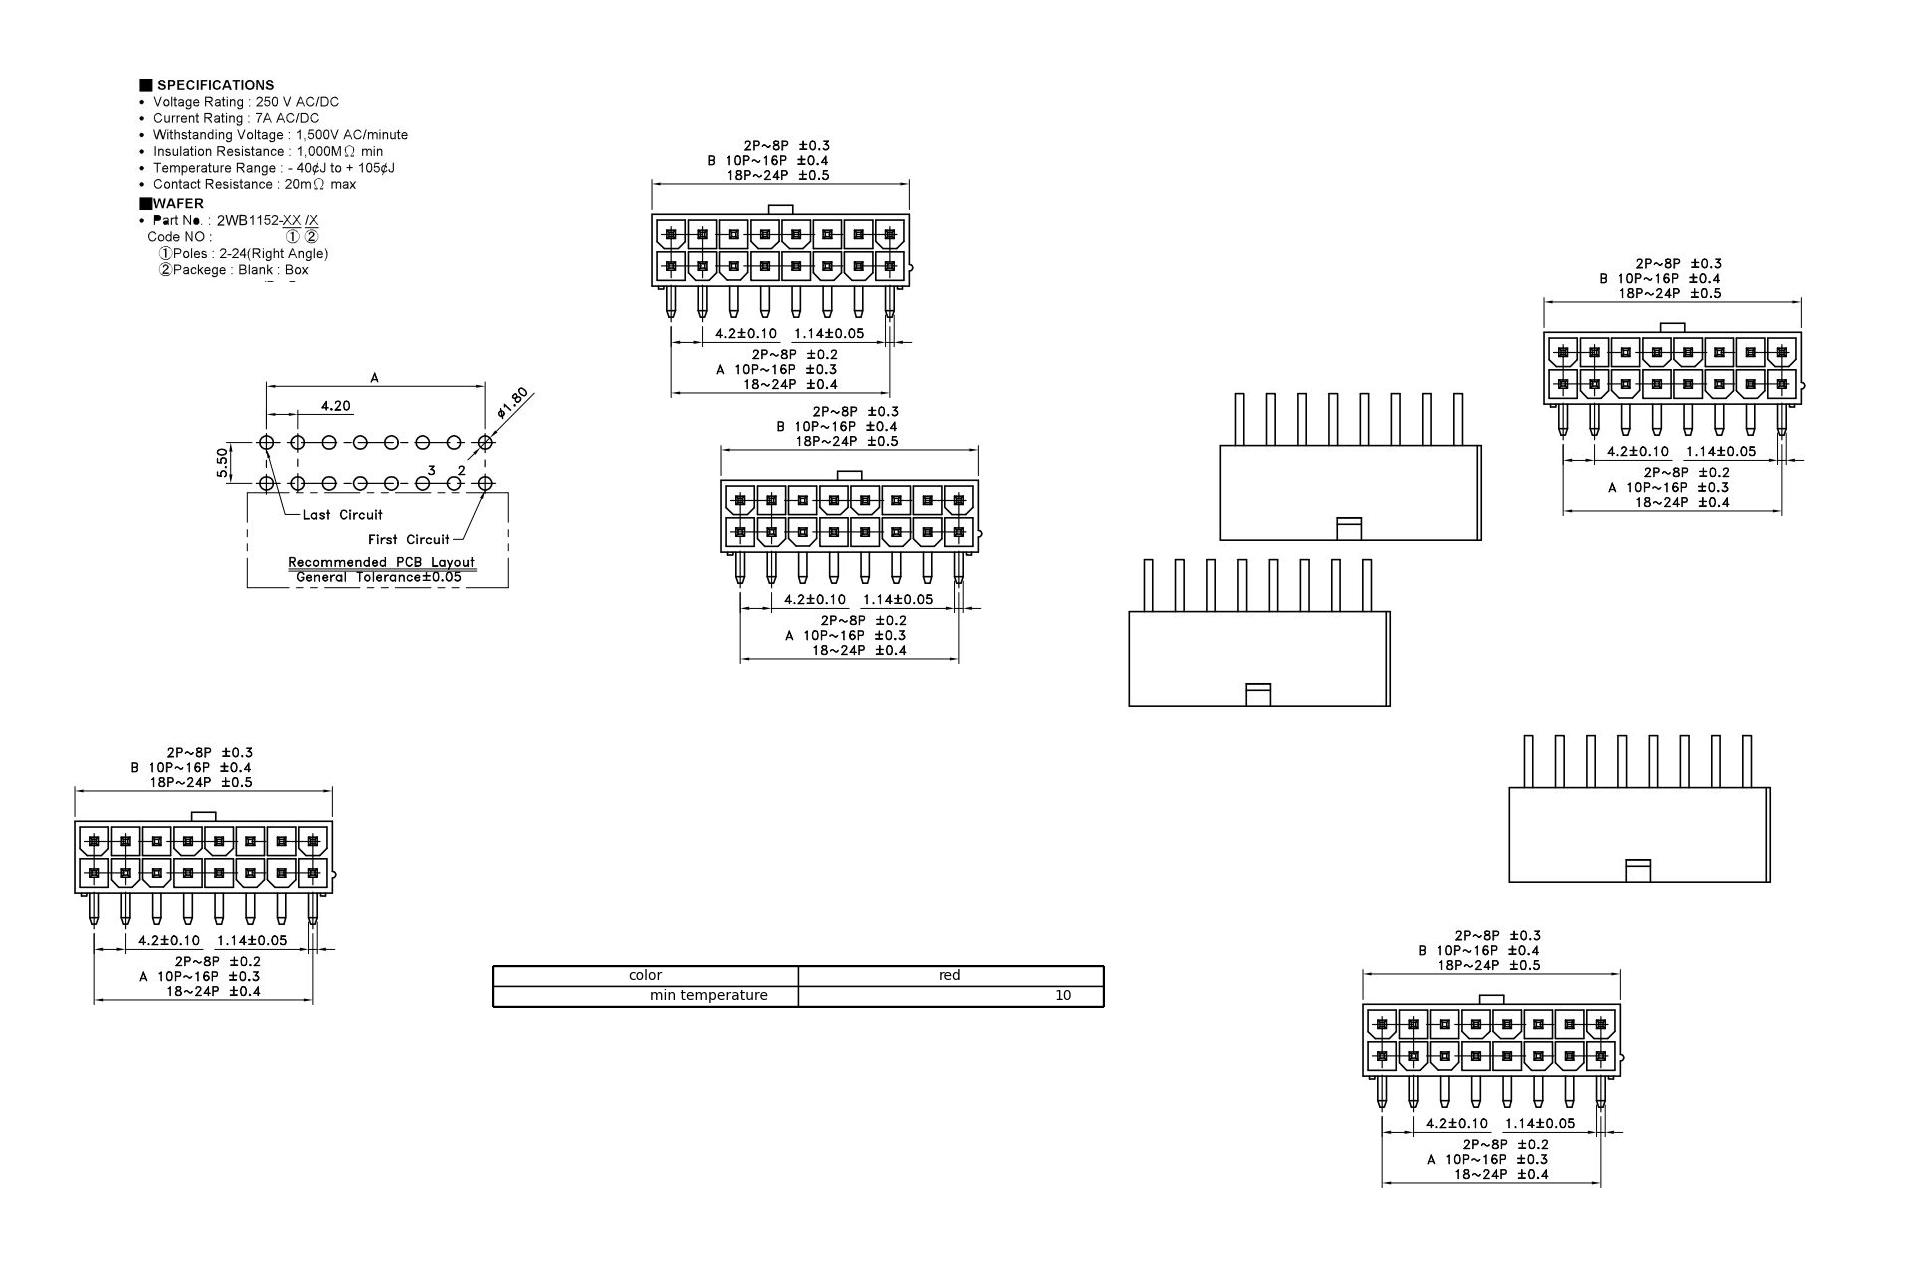 ■ SPECIFICATIONS
• Voltage Rating : 250 V AC/DC
• Current Rating : 7A AC/DC
• Withstanding Voltage : 1,500V AC/minute
• Insulation Resistance : 1,000MΩ min
• Temperature Range : - 40¢J to + 105¢J
• Contact Resistance : 20mΩ max
■WAFER
• Part No. : 2WB1152-XX /X
Code NO : ① ②
①Poles : 2-24(Right Angle)
②Packege : Blank : Box
2P~8P ±0.3
B 10P~16P ±0.4
18P~24P ±0.5
4.2±0.10 1.14±0.05
2P~8P ±0.2
A 10P~16P ±0.3
18~24P ±0.4
2P~8P ±0.3
B 10P~16P ±0.4
18P~24P ±0.5
4.2±0.10 1.14±0.05
2P~8P ±0.2
A 10P~16P ±0.3
18~24P ±0.4
A
4.20
ø1.80
5.50
3 2
Last Circuit
First Circuit
Recommended PCB Layout
General Tolerance±0.05
2P~8P ±0.3
B 10P~16P ±0.4
18P~24P ±0.5
4.2±0.10 1.14±0.05
2P~8P ±0.2
A 10P~16P ±0.3
18~24P ±0.4
2P~8P ±0.3
B 10P~16P ±0.4
18P~24P ±0.5
4.2±0.10 1.14±0.05
2P~8P ±0.2
A 10P~16P ±0.3
18~24P ±0.4
color red
min temperature 10
2P~8P ±0.3
B 10P~16P ±0.4
18P~24P ±0.5
4.2±0.10 1.14±0.05
2P~8P ±0.2
A 10P~16P ±0.3
18~24P ±0.4